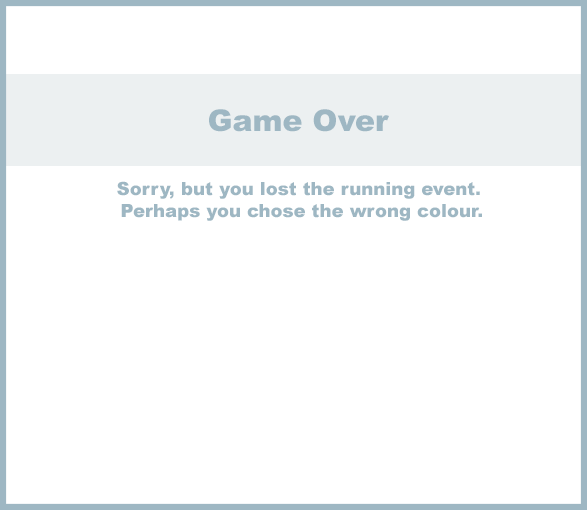 Game Over
Sorry, but you lost the running event.
Perhaps you chose the wrong colour.